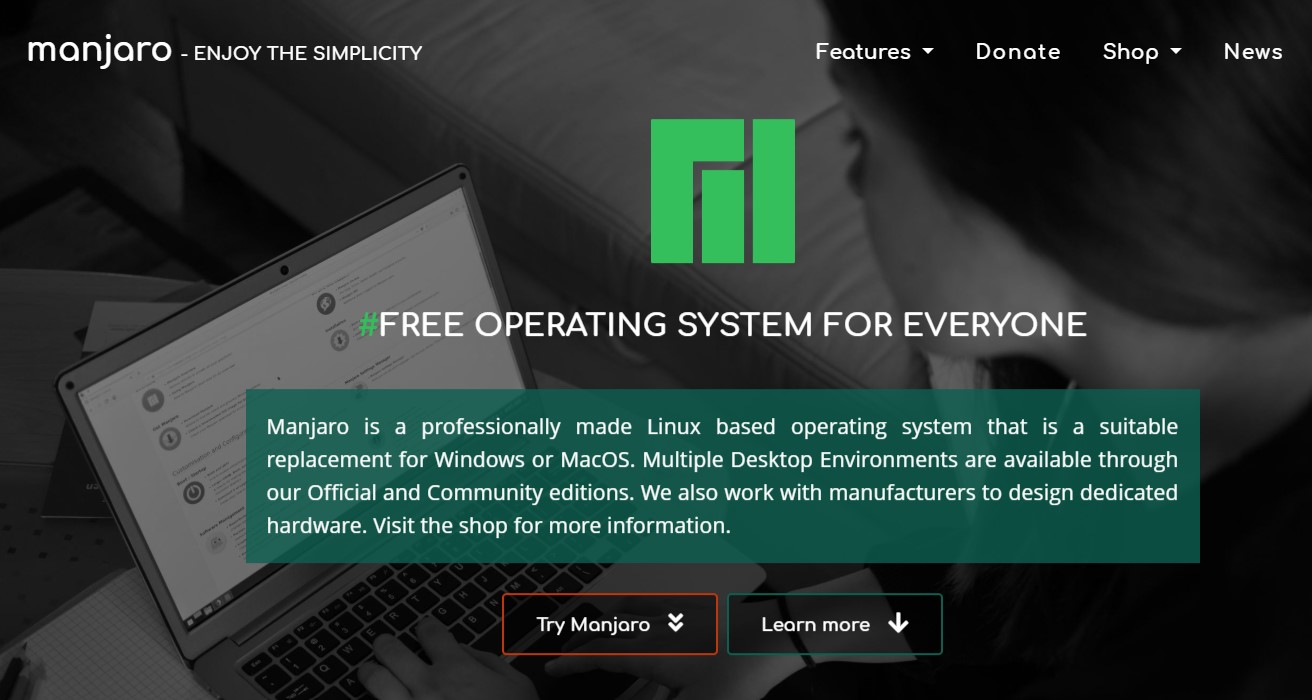 manjaro - ENJOY THE SIMPLICITY
Features Donate Shop News
#FREE OPERATING SYSTEM FOR EVERYONE
Manjaro is a professionally made Linux based operating system that is a suitable
replacement for Windows or MacOS. Multiple Desktop Environments are available through
our Official and Community editions. We also work with manufacturers to design dedicated
hardware. Visit the shop for more information.
Try Manjaro
Learn more